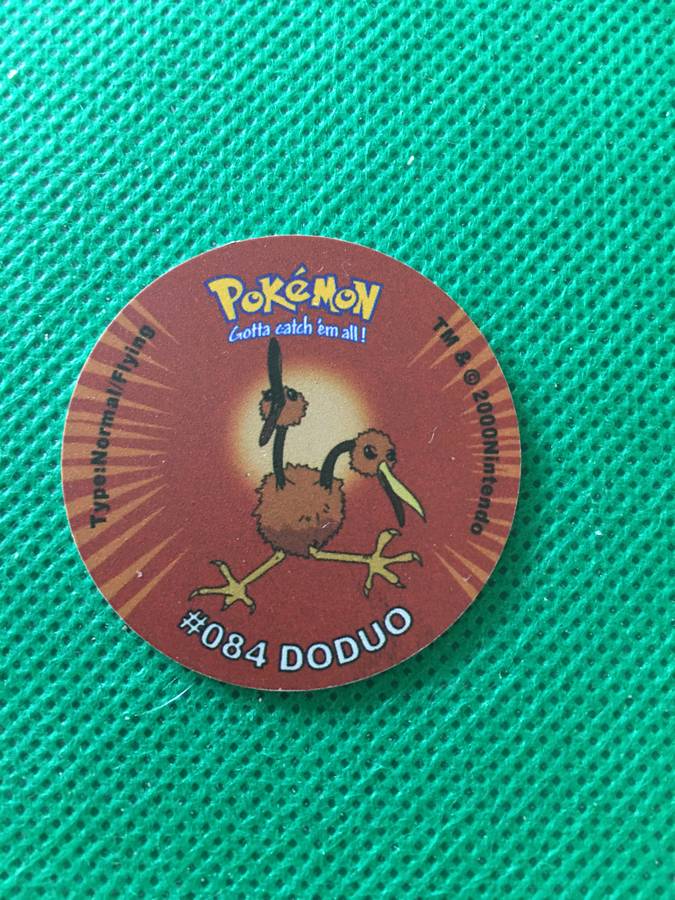 POKéMON
Gotta catch 'em all!
Type:Normal/Flying
TM & © 2000Nintendo
#084 DODUO